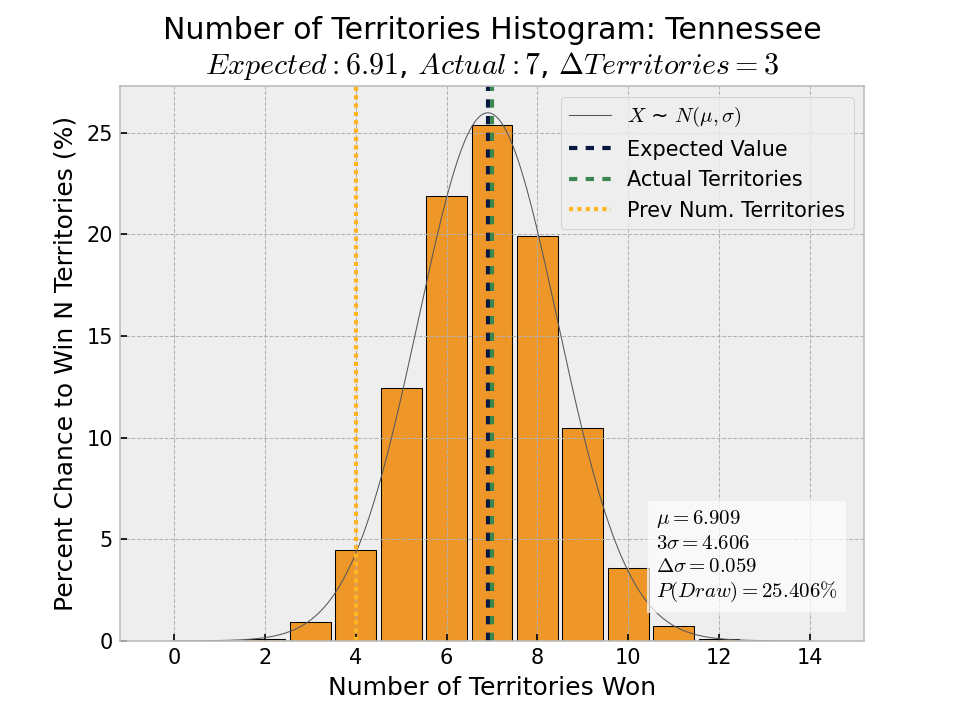 Number of Territories Histogram: Tennessee
Expected : 6.91, Actual : 7, ΔTerritories = 3
X ~ N(μ, σ)
Expected Value
Actual Territories
Prev Num. Territories
Percent Chance to Win N Territories (%)
25
20
15
10
5
0
μ = 6.909
3σ = 4.606
Δσ = 0.059
P(Draw) = 25.406%
0 2 4 6 8 10 12 14
Number of Territories Won